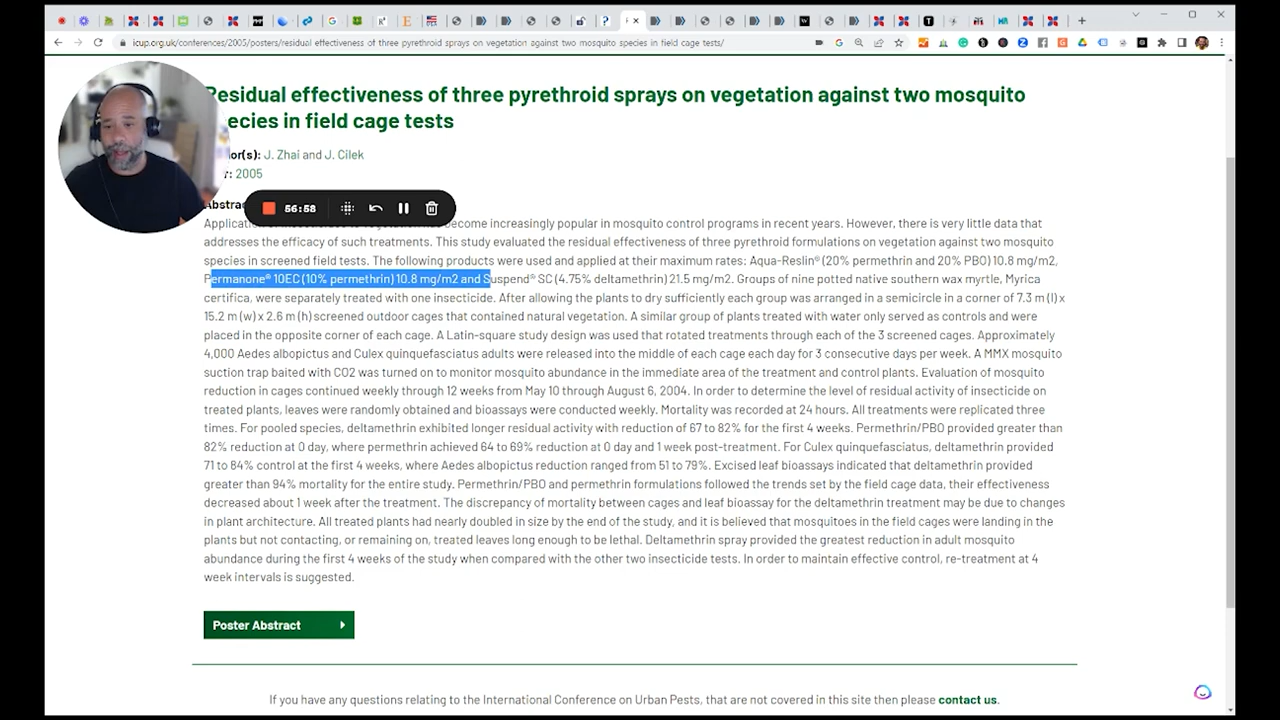 icup.org.uk/conferences/2005/posters/residual effectiveness of three pyrethroid sprays on vegetation against two mosquito species in field cage tests/
Residual effectiveness of three pyrethroid sprays on vegetation against two mosquito
ecies in field cage tests
or(s): J. Zhai and J. Cilek
r: 2005
56:58
Abstra
Applicatio become increasingly popular in mosquito control programs in recent years. However, there is very little data that
addresses the efficacy of such treatments. This study evaluated the residual effectiveness of three pyrethroid formulations on vegetation against two mosquito
species in screened field tests. The following products were used and applied at their maximum rates: Aqua-Reslin® (20% permethrin and 20% PBO) 10.8 mg/m2,
Permanone® 10EC (10% permethrin) 10.8 mg/m2 and Suspend® SC (4.75% deltamethrin) 21.5 mg/m2. Groups of nine potted native southern wax myrtle, Myrica
certifica, were separately treated with one insecticide. After allowing the plants to dry sufficiently each group was arranged in a semicircle in a corner of 7.3 m (l) x
15.2 m (w) x 2.6 m (h) screened outdoor cages that contained natural vegetation. A similar group of plants treated with water only served as controls and were
placed in the opposite corner of each cage. A Latin-square study design was used that rotated treatments through each of the 3 screened cages. Approximately
4,000 Aedes albopictus and Culex quinquefasciatus adults were released into the middle of each cage each day for 3 consecutive days per week. A MMX mosquito
suction trap baited with CO2 was turned on to monitor mosquito abundance in the immediate area of the treatment and control plants. Evaluation of mosquito
reduction in cages continued weekly through 12 weeks from May 10 through August 6, 2004. In order to determine the level of residual activity of insecticide on
treated plants, leaves were randomly obtained and bioassays were conducted weekly. Mortality was recorded at 24 hours. All treatments were replicated three
times. For pooled species, deltamethrin exhibited longer residual activity with reduction of 67 to 82% for the first 4 weeks. Permethrin/PBO provided greater than
82% reduction at 0 day, where permethrin achieved 64 to 69% reduction at 0 day and 1 week post-treatment. For Culex quinquefasciatus, deltamethrin provided
71 to 84% control at the first 4 weeks, where Aedes albopictus reduction ranged from 51 to 79%. Excised leaf bioassays indicated that deltamethrin provided
greater than 94% mortality for the entire study. Permethrin/PBO and permethrin formulations followed the trends set by the field cage data, their effectiveness
decreased about 1 week after the treatment. The discrepancy of mortality between cages and leaf bioassay for the deltamethrin treatment may be due to changes
in plant architecture. All treated plants had nearly doubled in size by the end of the study, and it is believed that mosquitoes in the field cages were landing in the
plants but not contacting, or remaining on, treated leaves long enough to be lethal. Deltamethrin spray provided the greatest reduction in adult mosquito
abundance during the first 4 weeks of the study when compared with the other two insecticide tests. In order to maintain effective control, re-treatment at 4
week intervals is suggested.
Poster Abstract
If you have any questions relating to the International Conference on Urban Pests, that are not covered in this site then please contact us.